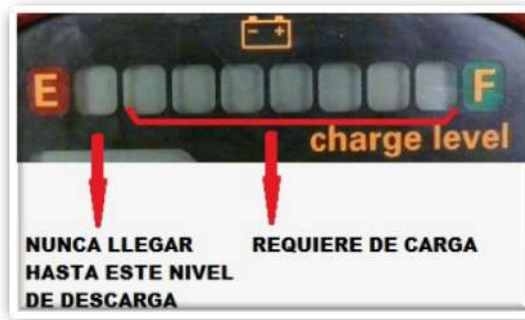 - +
E F
charge level
NUNCA LLEGAR
HASTA ESTE NIVEL
DE DESCARGA
REQUIERE DE CARGA